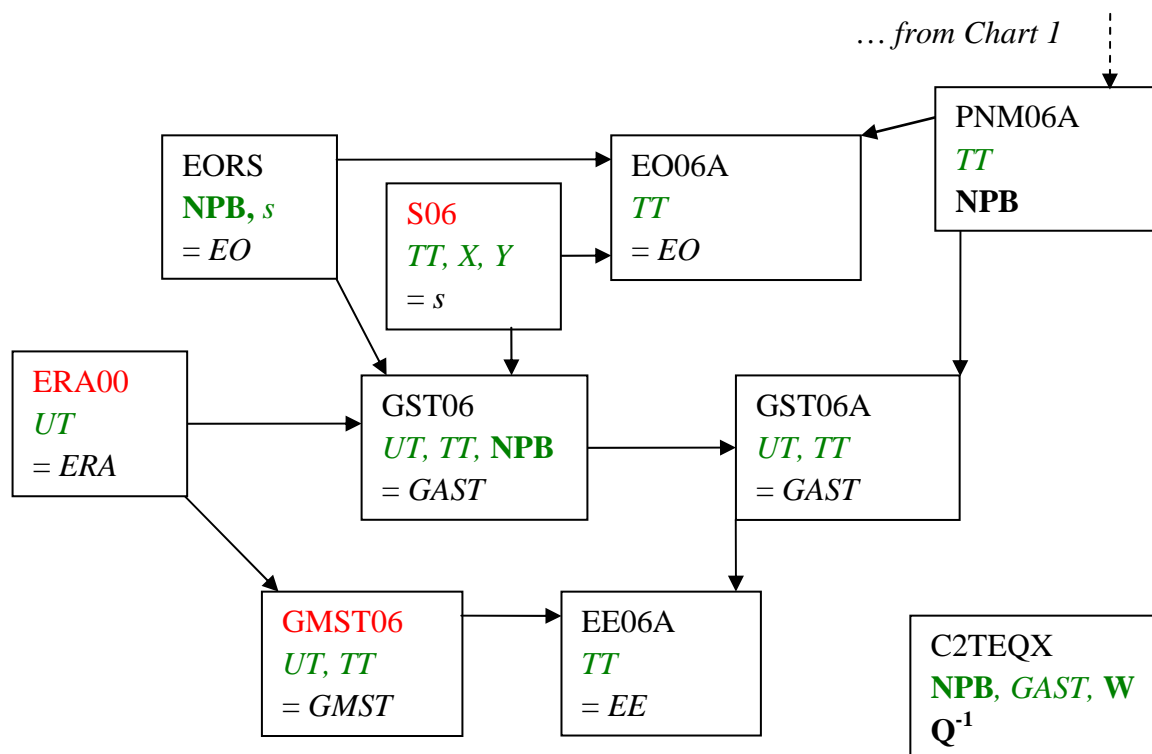 … from Chart 1
PNM06A
TT
NPB
EORS
NPB, s
= EO
EO06A
TT
= EO
S06
TT, X, Y
= s
ERA00
UT
= ERA
GST06
UT, TT, NPB
= GAST
GST06A
UT, TT
= GAST
GMST06
UT, TT
= GMST
EE06A
TT
= EE
C2TEQX
NPB, GAST, W
Q⁻¹